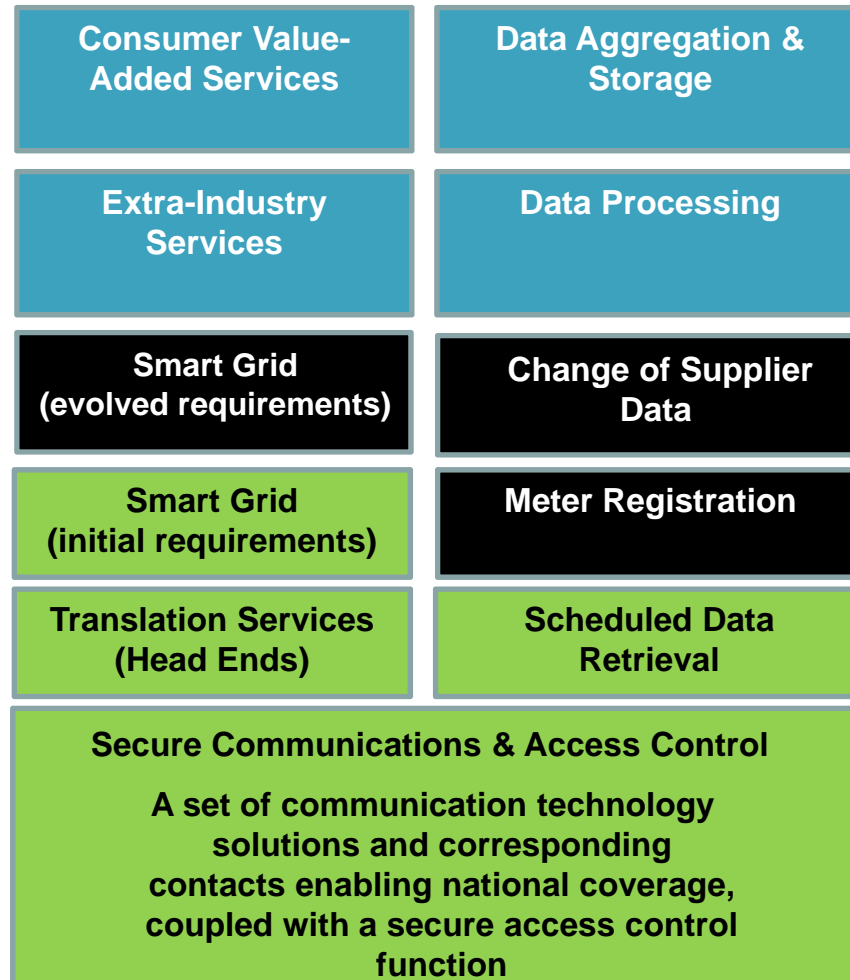 Consumer Value-
Added Services
Data Aggregation &
Storage
Extra-Industry
Services
Data Processing
Smart Grid
(evolved requirements)
Change of Supplier
Data
Smart Grid
(initial requirements)
Meter Registration
Translation Services
(Head Ends)
Scheduled Data
Retrieval
Secure Communications & Access Control
A set of communication technology
solutions and corresponding
contacts enabling national coverage,
coupled with a secure access control
function